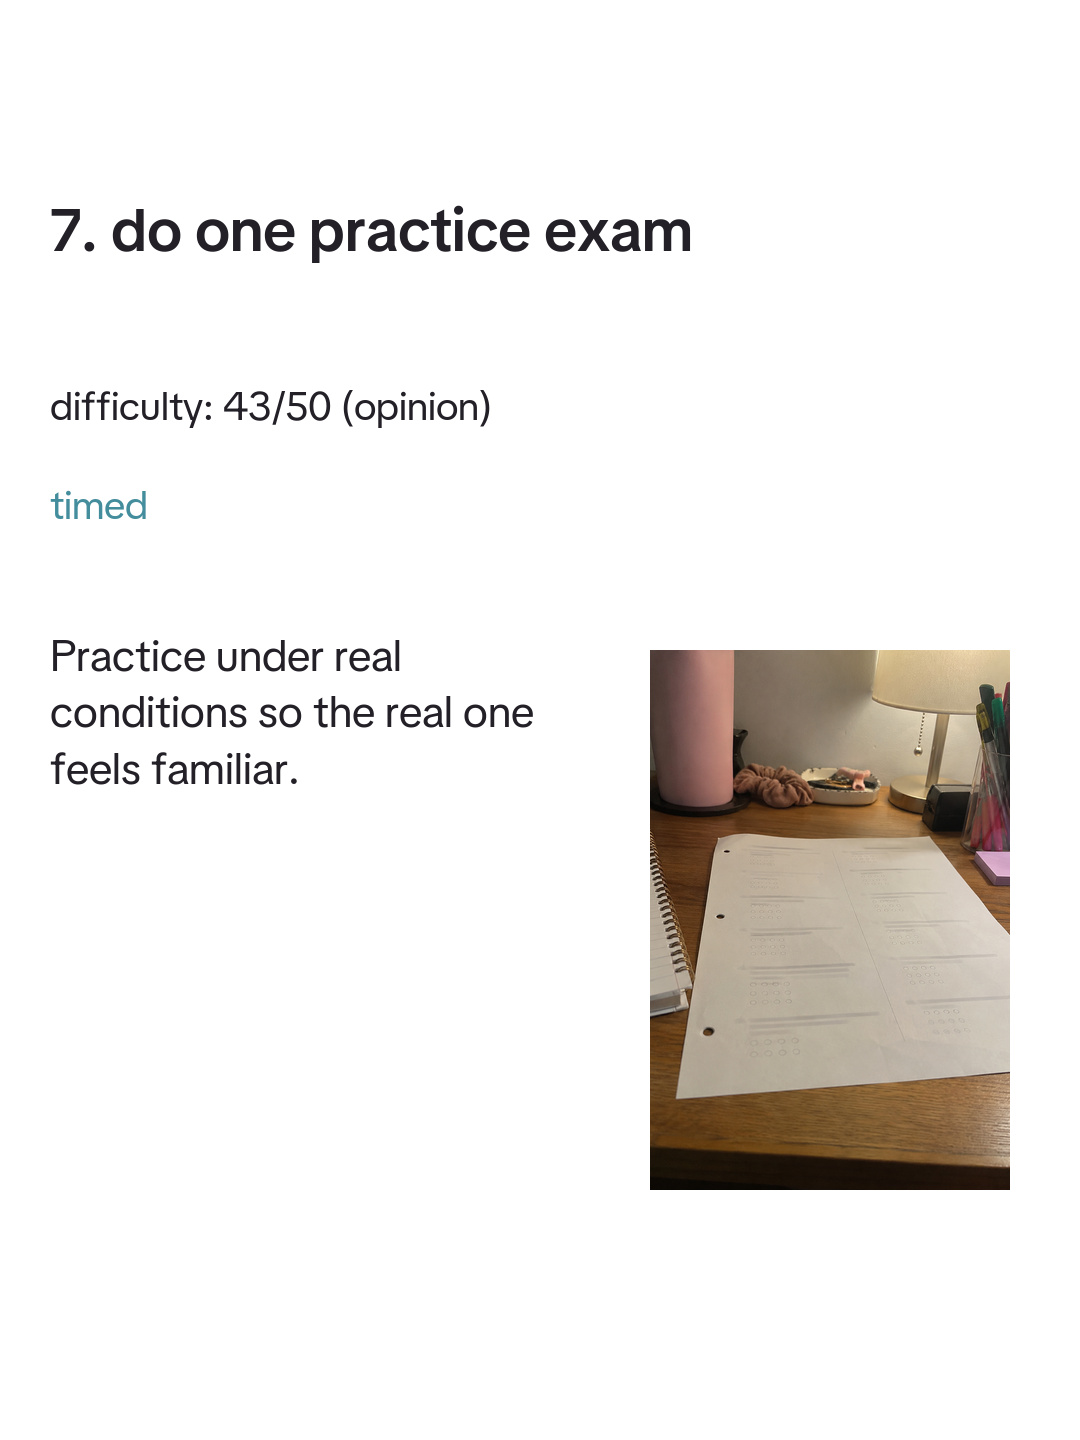 7. do one practice exam
difficulty: 43/50 (opinion)
timed
Practice under real
conditions so the real one
feels familiar.